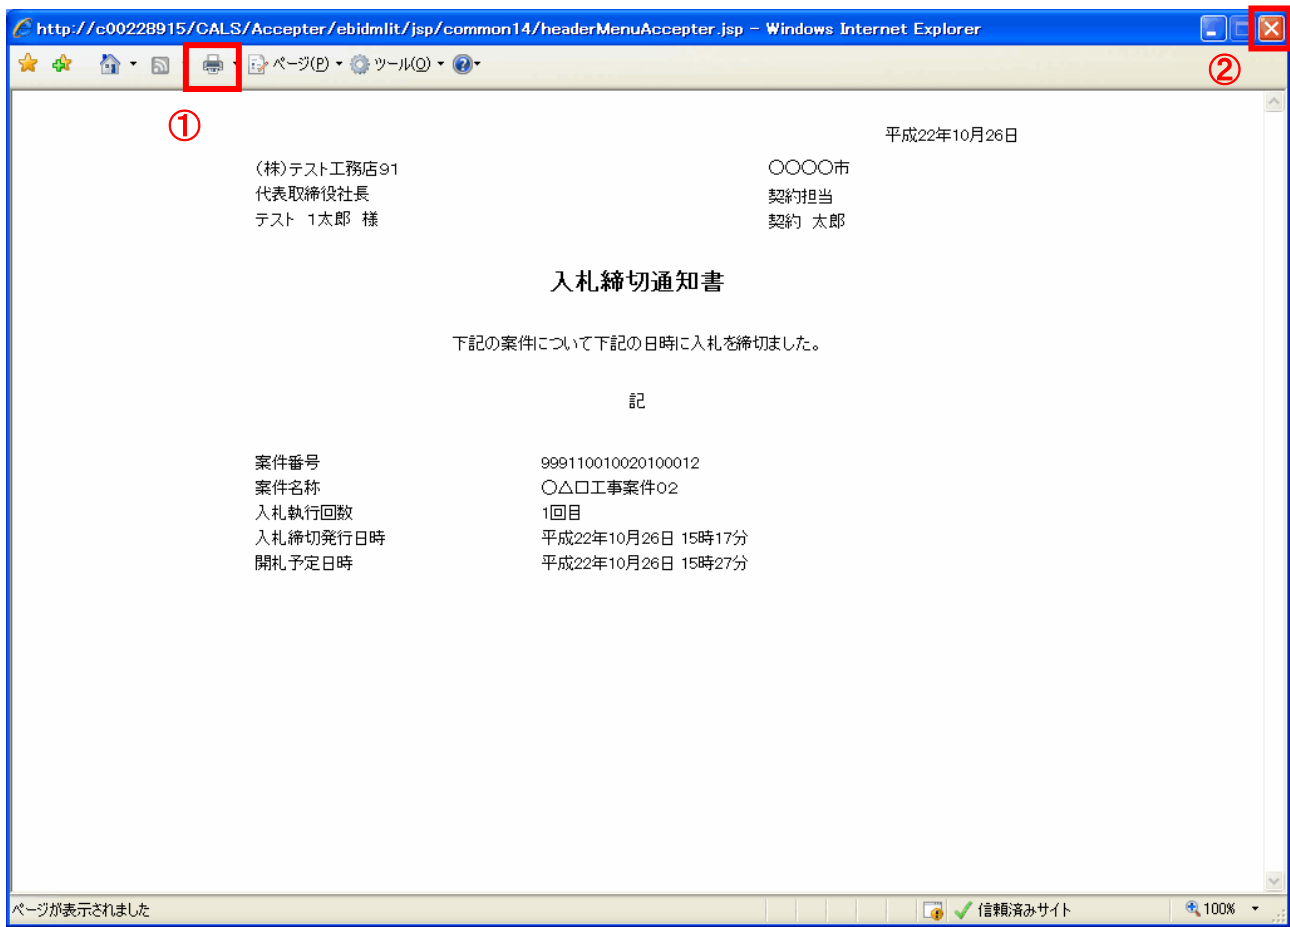 http://c00228915/CALS/Accepter/ebidmlit/jsp/common14/headerMenuAccepter.jsp - Windows Internet Explorer
ページ(P) ツール(O)
① ②
平成22年10月26日
(株)テスト工務店91 〇〇〇〇市
代表取締役社長 契約担当
テスト 1太郎 様 契約 太郎
入札締切通知書
下記の案件について下記の日時に入札を締切ました。
記
案件番号 999110010020100012
案件名称 〇△口工事案件02
入札執行回数 1回目
入札締切発行日時 平成22年10月26日 15時17分
開札予定日時 平成22年10月26日 15時27分
ページが表示されました 信頼済みサイト 100%